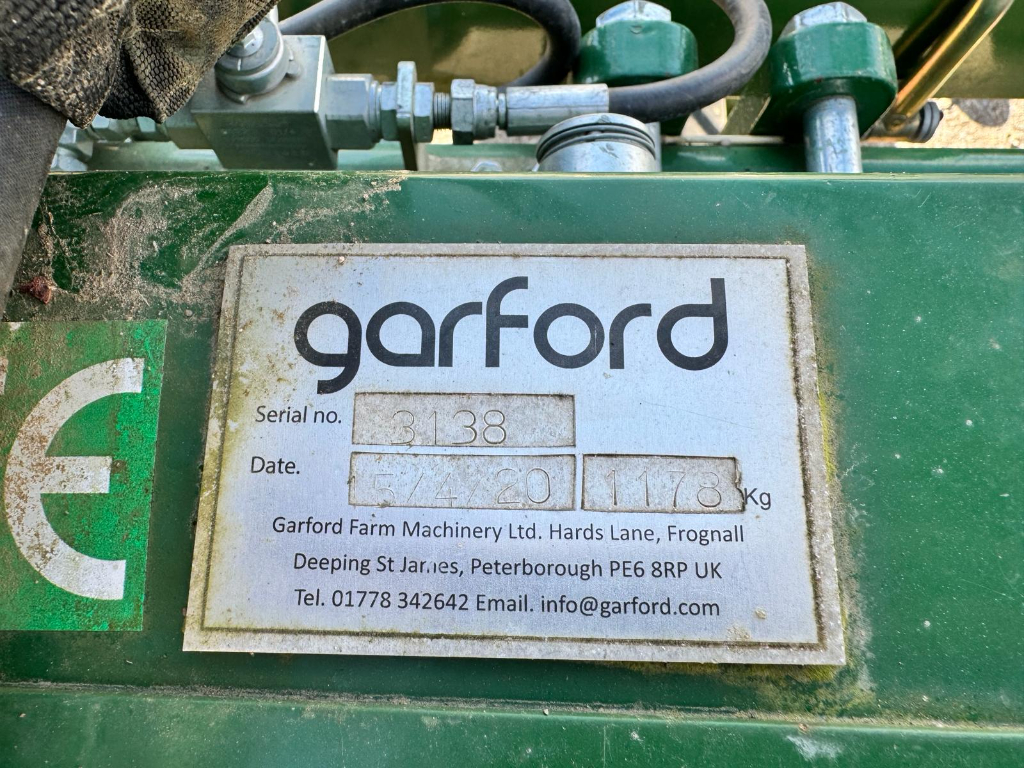 garford
Serial no. 3138
Date. 15/4/20 1178 Kg
Garford Farm Machinery Ltd. Hards Lane, Frognall
Deeping St James, Peterborough PE6 8RP UK
Tel. 01778 342642 Email. info@garford.com